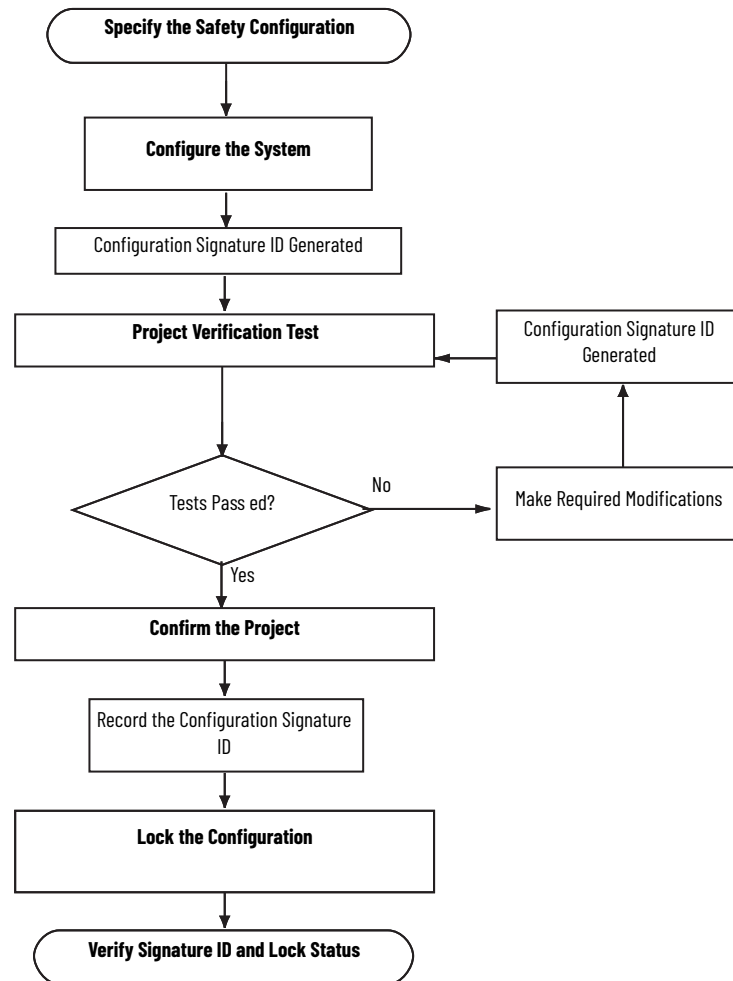 Specify the Safety Configuration
Configure the System
Configuration Signature ID Generated
Project Verification Test
Configuration Signature ID
Generated
Tests Pass ed?
No
Make Required Modifications
Yes
Confirm the Project
Record the Configuration Signature
ID
Lock the Configuration
Verify Signature ID and Lock Status